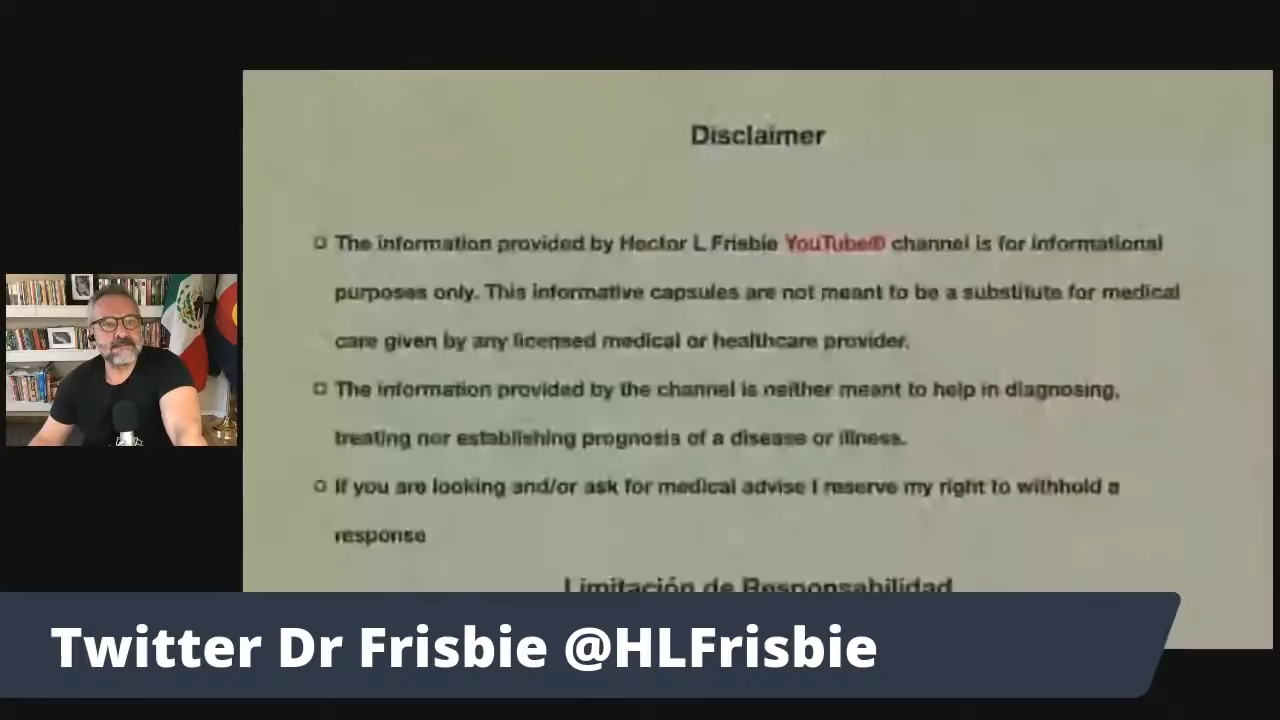 Disclaimer
The information provided by Hector L Frisbie YouTube® channel is for informational
purposes only. This informative capsules are not meant to be a substitute for medical
care given by any licensed medical or healthcare provider.
The information provided by the channel is neither meant to help in diagnosing,
treating nor establishing prognosis of a disease or illness.
If you are looking and/or ask for medical advise I reserve my right to withhold a
response
Limitación de Responsabilidad
Twitter Dr Frisbie @HLFrisbie